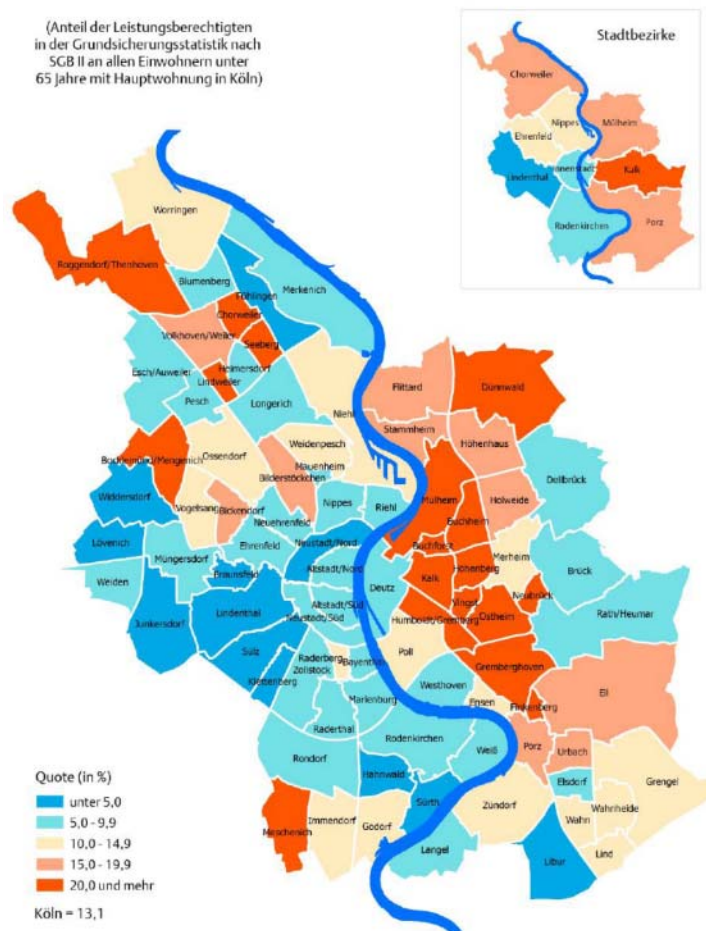 (Anteil der Leistungsberechtigten
in der Grundsicherungsstatistik nach
SGB II an allen Einwohnern unter
65 Jahre mit Hauptwohnung in Köln)
Stadtbezirke
Chorweiler
Nippes
Mülheim
Ehrenfeld
Innenstadt
Lindenthal
Kalk
Rodenkirchen
Porz
Worringen
Roggendorf/Thenhoven
Blumenberg
Fühlingen
Merkenich
Chorweiler
Volkhoven/Weiler
Seeberg
Heimersdorf
Esch/Auweiler
Lindweiler
Pesch
Longerich
Niehl
Flittard
Dünnwald
Stammheim
Höhenhaus
Weidenpesch
Ossendorf
Bocklemünd/Mengenich
Mauenheim
Bilderstöckchen
Dellbrück
Widdersdorf
Vogelsang
Bickendorf
Nippes
Riehl
Mülheim
Holweide
Neuehrenfeld
Buchheim
Lövenich
Ehrenfeld
Neustadt/Nord
Buchforst
Merheim
Müngersdorf
Altstadt/Nord
Brück
Weiden
Braunsfeld
Kalk
Höhenberg
Deutz
Neubrück
Lindenthal
Altstadt/Süd
Vingst
Rath/Heumar
Junkersdorf
Neustadt/Süd
Humboldt/Gremberg
Ostheim
Sülz
Raderberg
Zollstock
Bayenthal
Poll
Gremberghoven
Klettenberg
Westhoven
Marienburg
Ensen
Finkenberg
Eil
Raderthal
Rodenkirchen
Rondorf
Weiß
Porz
Urbach
Hahnwald
Elsdorf
Grengel
Sürth
Zündorf
Wahnheide
Wahn
Meschenich
Immendorf
Godorf
Langel
Libur
Lind
Quote (in %)
unter 5,0
5,0 - 9,9
10,0 - 14,9
15,0 - 19,9
20,0 und mehr
Köln = 13,1